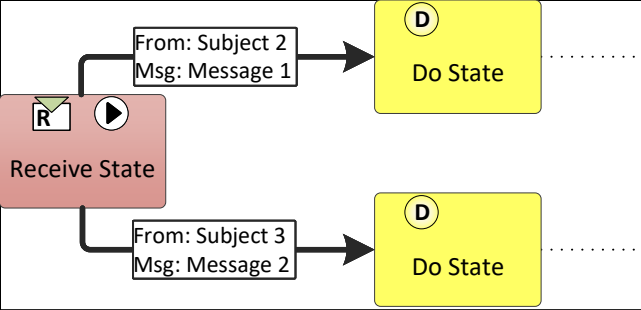 From: Subject 2
Msg: Message 1
D
Do State
R
Receive State
From: Subject 3
Msg: Message 2
D
Do State